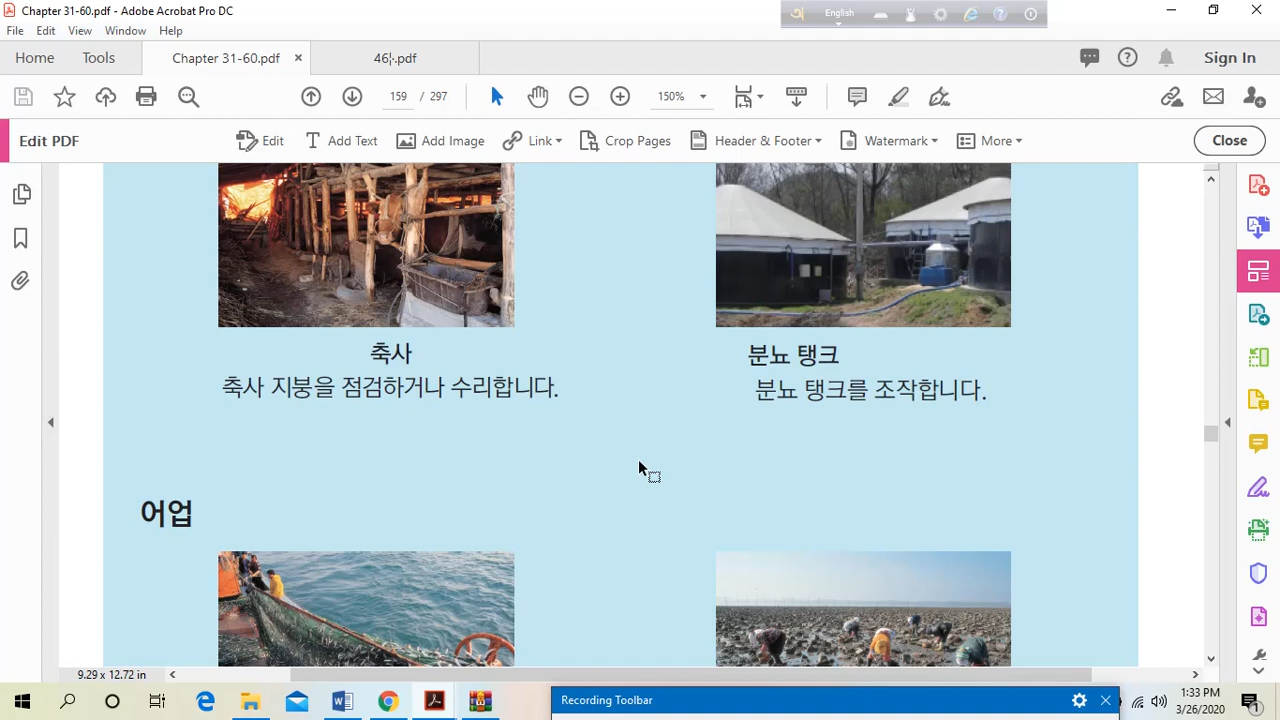 Chapter 31-60.pdf - Adobe Acrobat Pro DC
English
File Edit View Window Help
Home Tools Chapter 31-60.pdf × 46강.pdf Sign In
159 / 297 150%
Edit PDF Edit Add Text Add Image Link Crop Pages Header & Footer Watermark More Close
축사
축사 지붕을 점검하거나 수리합니다.
분뇨 탱크
분뇨 탱크를 조작합니다.
어업
9.29 x 12.72 in
Recording Toolbar
1:33 PM
3/26/2020